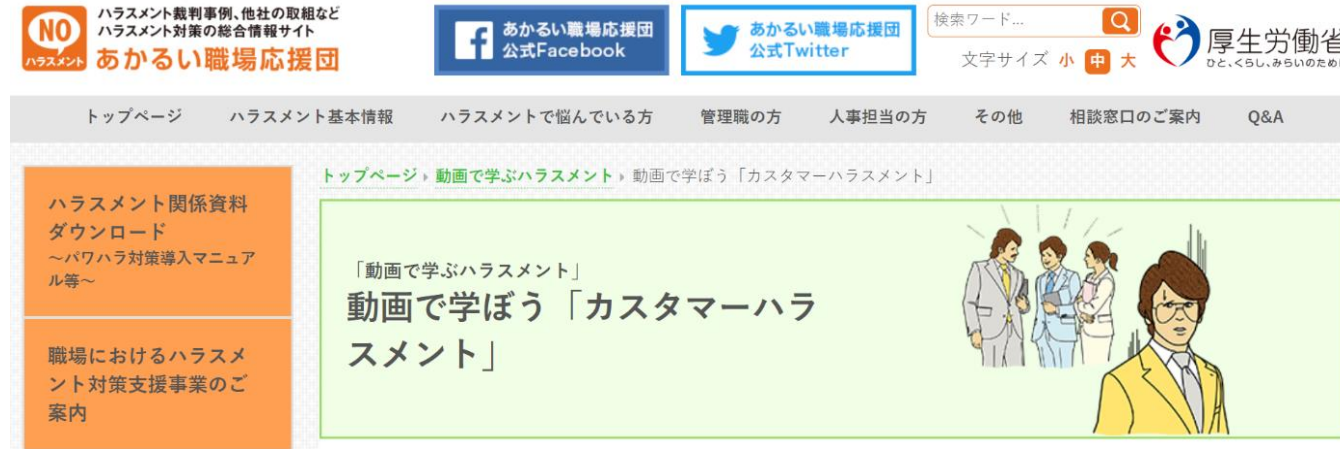 NO
ハラスメント
ハラスメント裁判事例、他社の取組など
ハラスメント対策の総合情報サイト
あかるい職場応援団
あかるい職場応援団
公式Facebook
あかるい職場応援団
公式Twitter
検索ワード...
文字サイズ 小 中 大
厚生労働省
ひと、くらし、みらいのため
トップページ ハラスメント基本情報 ハラスメントで悩んでいる方 管理職の方 人事担当の方 その他 相談窓口のご案内 Q&A
トップページ › 動画で学ぶハラスメント › 動画で学ぼう「カスタマーハラスメント」
ハラスメント関係資料
ダウンロード
～パワハラ対策導入マニュア
ル等～
職場におけるハラスメ
ント対策支援事業のご
案内
「動画で学ぶハラスメント」
動画で学ぼう「カスタマーハラ
スメント」